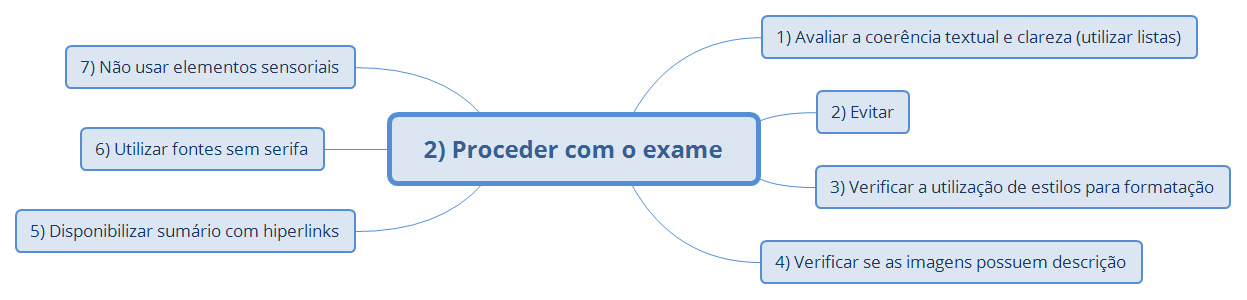 2) Proceder com o exame
1) Avaliar a coerência textual e clareza (utilizar listas)
2) Evitar
3) Verificar a utilização de estilos para formatação
4) Verificar se as imagens possuem descrição
5) Disponibilizar sumário com hiperlinks
6) Utilizar fontes sem serifa
7) Não usar elementos sensoriais